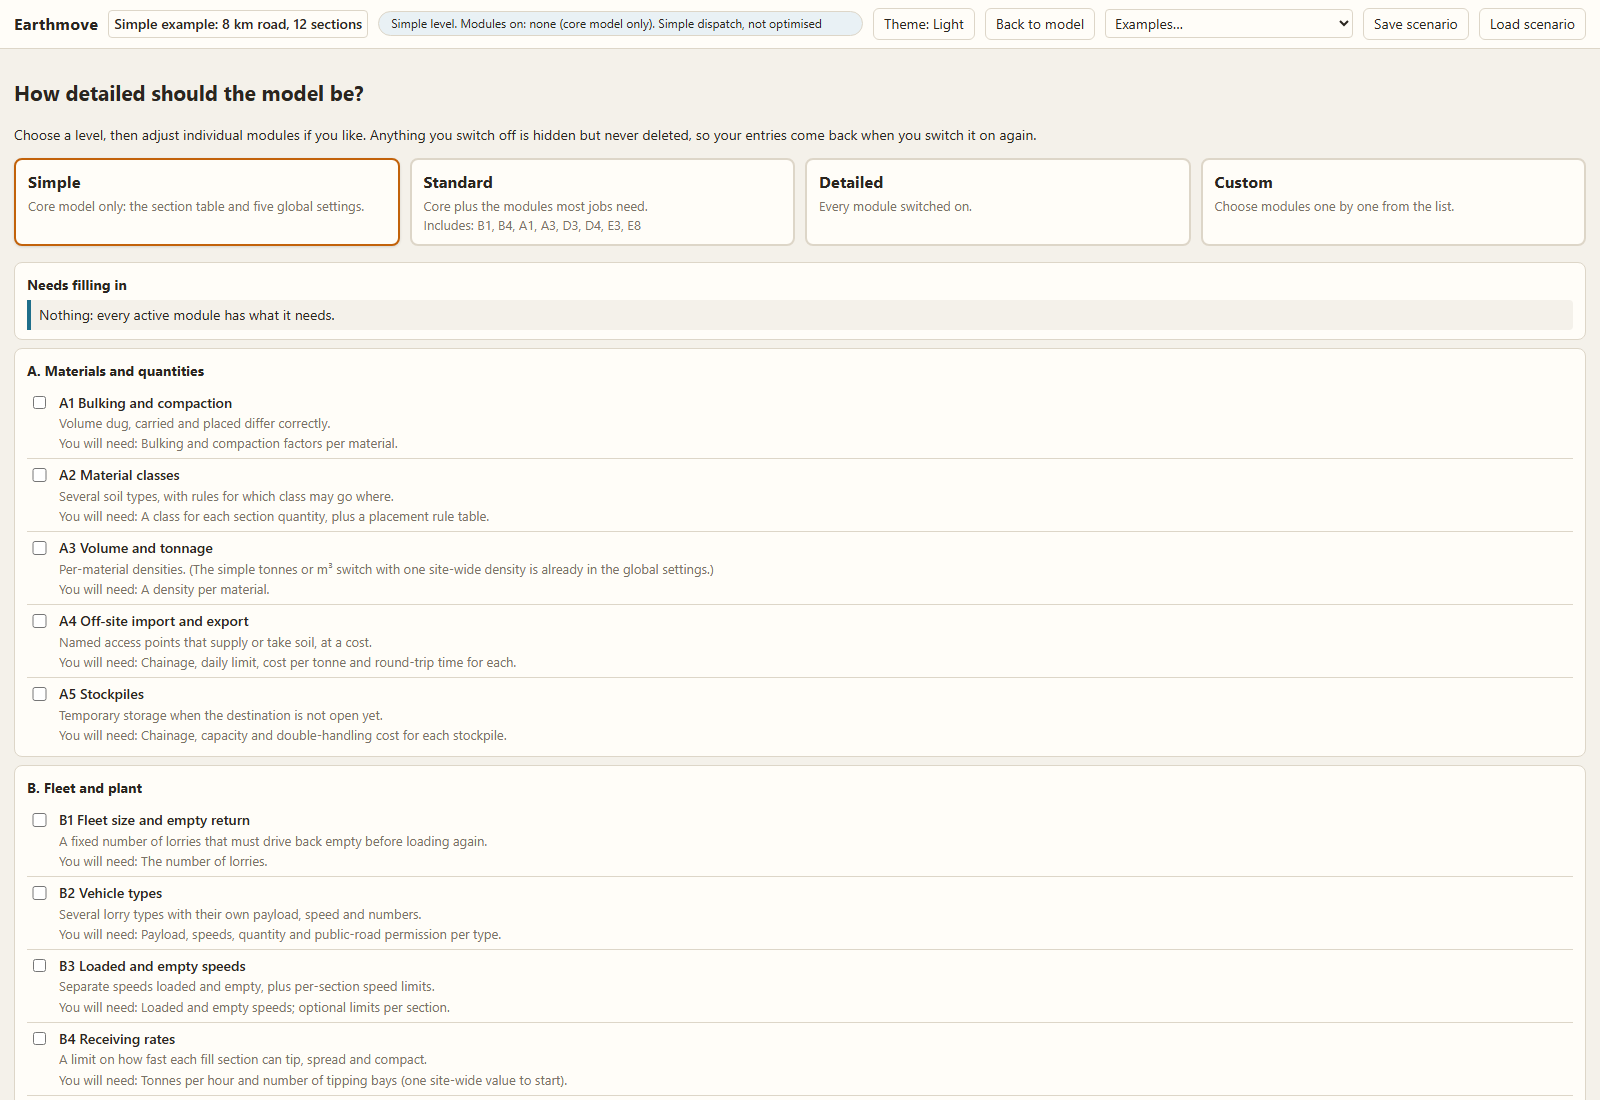 Earthmove
Simple example: 8 km road, 12 sections
Simple level. Modules on: none (core model only). Simple dispatch, not optimised
Theme: Light
Back to model
Examples...
Save scenario
Load scenario
How detailed should the model be?
Choose a level, then adjust individual modules if you like. Anything you switch off is hidden but never deleted, so your entries come back when you switch it on again.
Simple
Core model only: the section table and five global settings.
Standard
Core plus the modules most jobs need.
Includes: B1, B4, A1, A3, D3, D4, E3, E8
Detailed
Every module switched on.
Custom
Choose modules one by one from the list.
Needs filling in
Nothing: every active module has what it needs.
A. Materials and quantities
A1 Bulking and compaction
Volume dug, carried and placed differ correctly.
You will need: Bulking and compaction factors per material.
A2 Material classes
Several soil types, with rules for which class may go where.
You will need: A class for each section quantity, plus a placement rule table.
A3 Volume and tonnage
Per-material densities. (The simple tonnes or m³ switch with one site-wide density is already in the global settings.)
You will need: A density per material.
A4 Off-site import and export
Named access points that supply or take soil, at a cost.
You will need: Chainage, daily limit, cost per tonne and round-trip time for each.
A5 Stockpiles
Temporary storage when the destination is not open yet.
You will need: Chainage, capacity and double-handling cost for each stockpile.
B. Fleet and plant
B1 Fleet size and empty return
A fixed number of lorries that must drive back empty before loading again.
You will need: The number of lorries.
B2 Vehicle types
Several lorry types with their own payload, speed and numbers.
You will need: Payload, speeds, quantity and public-road permission per type.
B3 Loaded and empty speeds
Separate speeds loaded and empty, plus per-section speed limits.
You will need: Loaded and empty speeds; optional limits per section.
B4 Receiving rates
A limit on how fast each fill section can tip, spread and compact.
You will need: Tonnes per hour and number of tipping bays (one site-wide value to start).